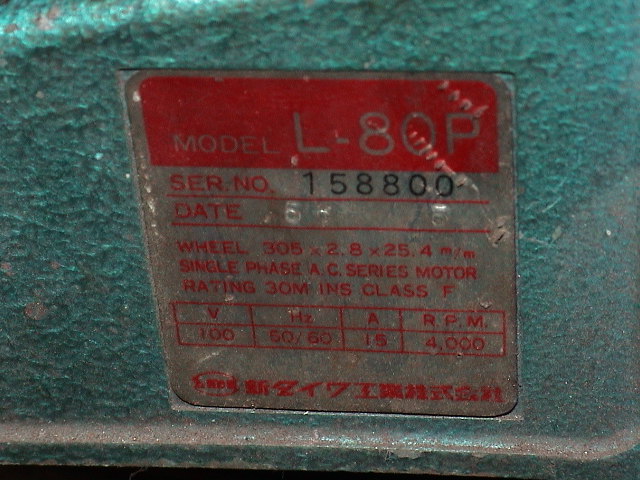 MODEL L-80P
SER.NO. 158800
DATE
WHEEL 305 × 2.8 × 25.4 m/m
SINGLE PHASE A.C. SERIES MOTOR
RATING 30M INS CLASS F
V Hz A R.P.M.
100 50/60 15 4,000
新ダイワ工業株式会社